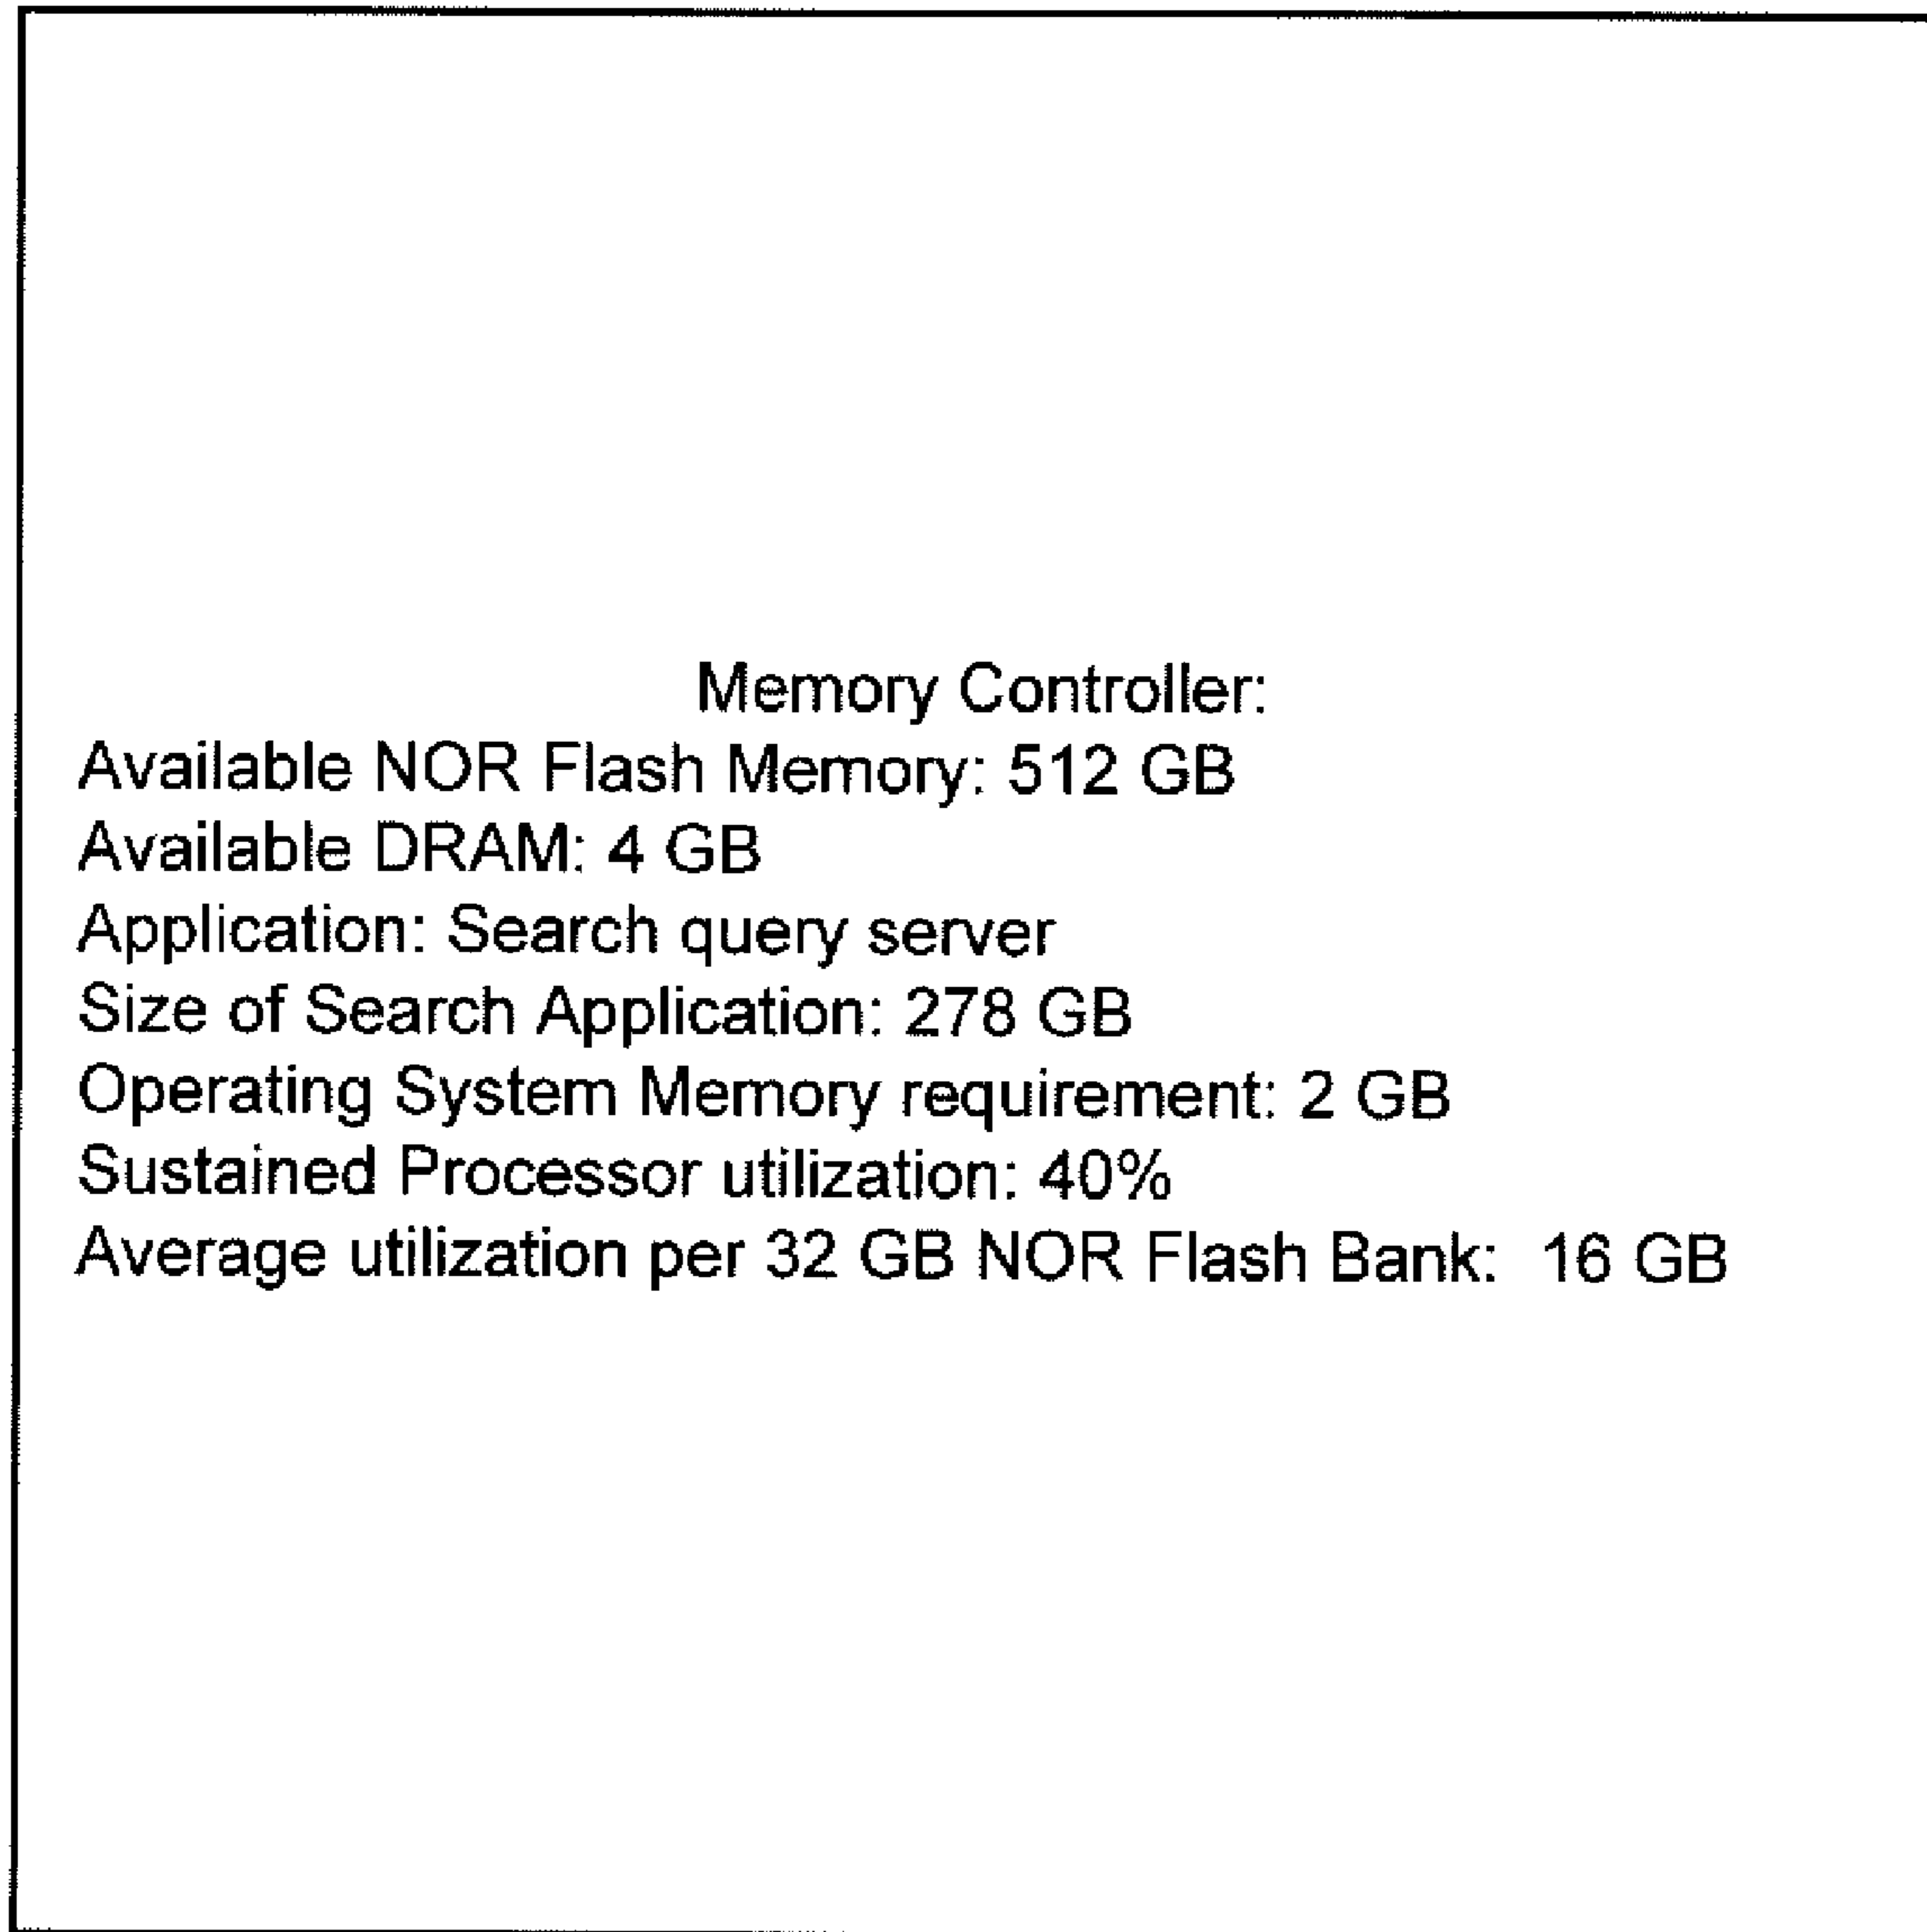 Memory Controller:
Available NOR Flash Memory: 512 GB
Available DRAM: 4 GB
Application: Search query server
Size of Search Application: 278 GB
Operating System Memory requirement: 2 GB
Sustained Processor utilization: 40%
Average utilization per 32 GB NOR Flash Bank: 16 GB